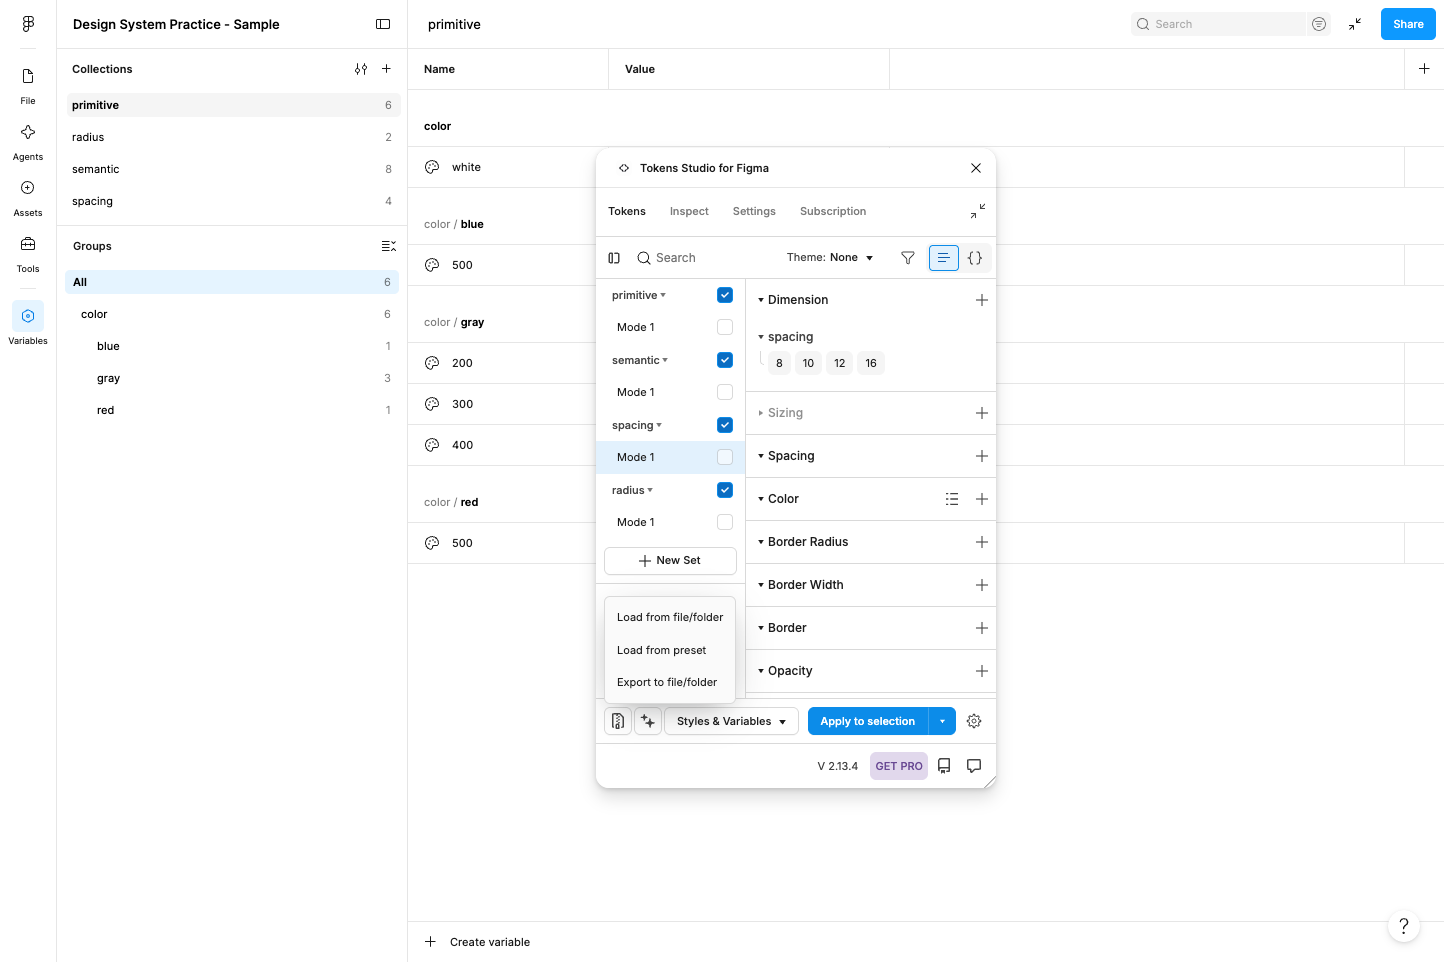 Design System Practice - Sample
File
Agents
Assets
Tools
Variables
Collections
primitive 6
radius 2
semantic 8
spacing 4
Groups
All 6
color 6
blue 1
gray 3
red 1
primitive
Search
Share
Name Value
color
white
color / blue
500
color / gray
200
300
400
color / red
500
Create variable
?
Tokens Studio for Figma
Tokens Inspect Settings Subscription
Search
Theme: None
primitive
Mode 1
semantic
Mode 1
spacing
Mode 1
radius
Mode 1
New Set
Load from file/folder
Load from preset
Export to file/folder
Dimension
spacing
8 10 12 16
Sizing
Spacing
Color
Border Radius
Border Width
Border
Opacity
Styles & Variables
Apply to selection
V 2.13.4
GET PRO